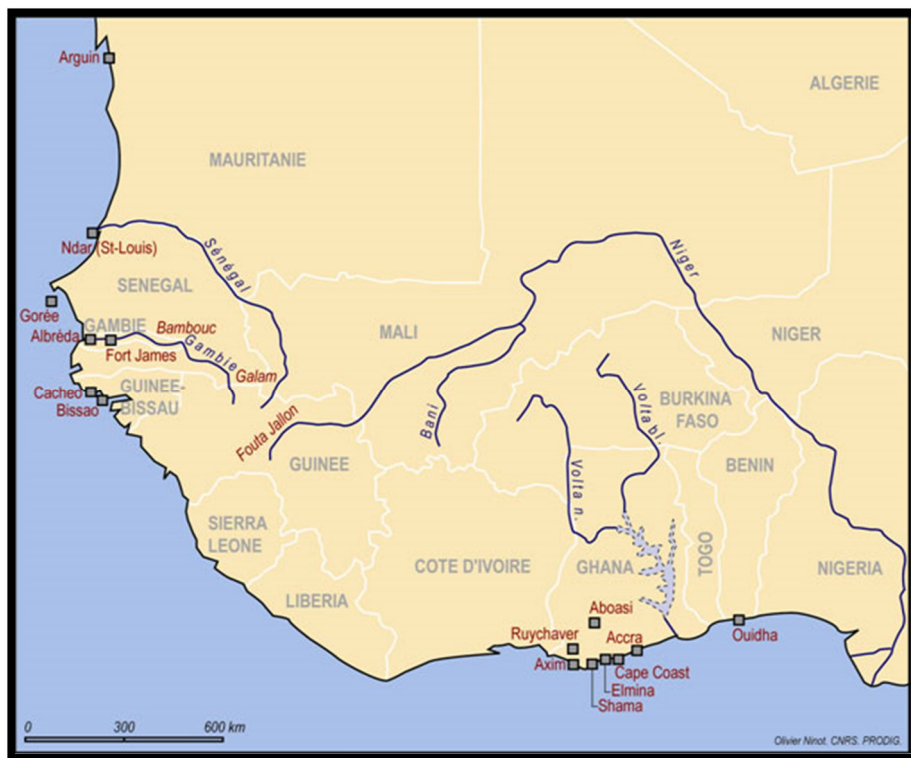 Arguin
ALGERIE
MAURITANIE
Ndar (St-Louis)
Sénégal
Niger
SENEGAL
Gorée
GAMBIE
Bambouc
MALI
NIGER
Albréda
Gambie
Fort James
Galam
Cacheo
GUINEE-
BISSAU
Bissao
BURKINA
FASO
Volta bl.
Bani
Fouta Jallon
GUINEE
BENIN
Volta n.
SIERRA
LEONE
COTE D'IVOIRE
GHANA
TOGO
NIGERIA
LIBERIA
Aboasi
Ruychaver
Accra
Ouidha
Axim
Cape Coast
Elmina
Shama
0 300 600 km
Olivier Ninot. CNRS. PRODIG.